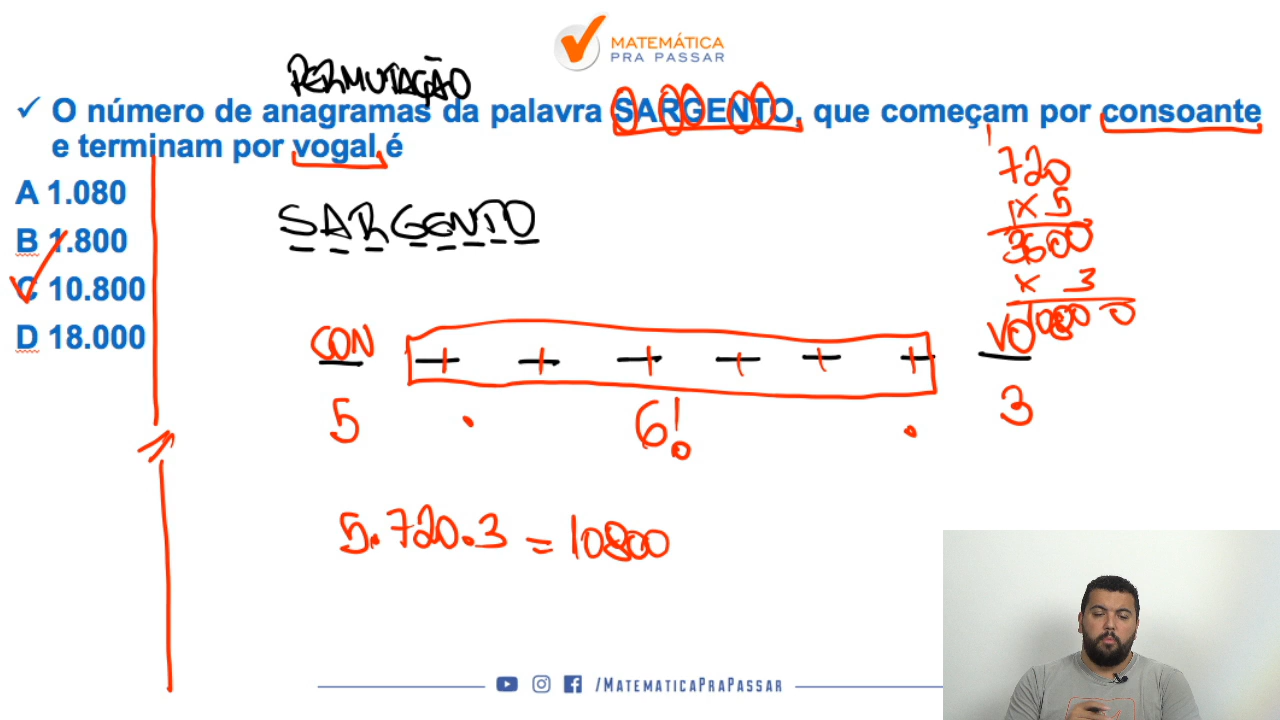 MATEMÁTICA
PRA PASSAR
PERMUTAÇÃO
✓ O número de anagramas da palavra SARGENTO, que começam por consoante
e terminam por vogal é
A 1.080
B 1.800
C 10.800
D 18.000
SARGENTO
1
720
x 5
3600
x 3
10800
CON
VO
5 . 6! . 3
5.720.3 = 10800
/MATEMATICAPRAPASSAR